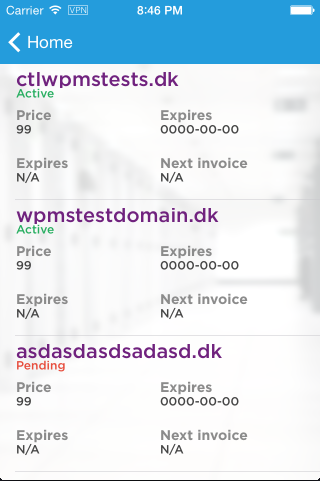 Carrier VPN 8:46 PM
Home
ctlwpmstests.dk
Active
Price Expires
99 0000-00-00
Expires Next invoice
N/A N/A
wpmstestdomain.dk
Active
Price Expires
99 0000-00-00
Expires Next invoice
N/A N/A
asdasdasdsadasd.dk
Pending
Price Expires
99 0000-00-00
Expires Next invoice
N/A N/A